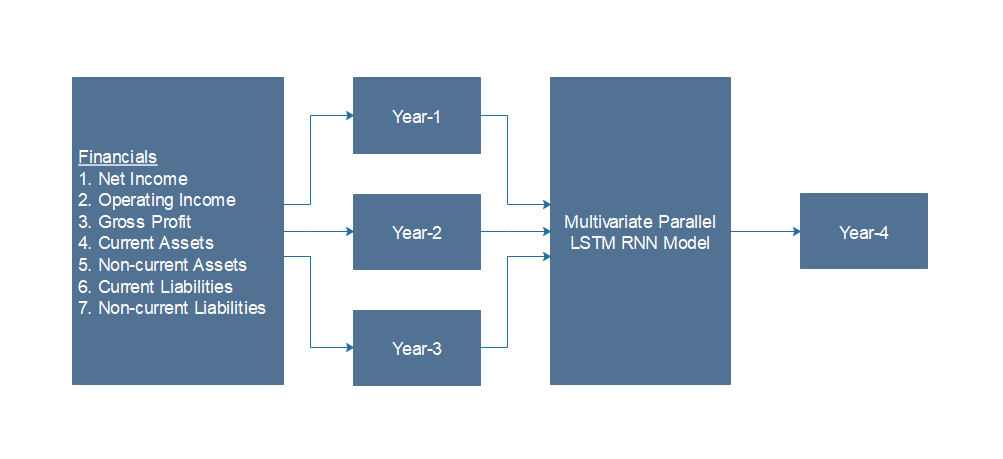 Financials
1. Net Income
2. Operating Income
3. Gross Profit
4. Current Assets
5. Non-current Assets
6. Current Liabilities
7. Non-current Liabilities
Year-1
Year-2
Year-3
Multivariate Parallel
LSTM RNN Model
Year-4